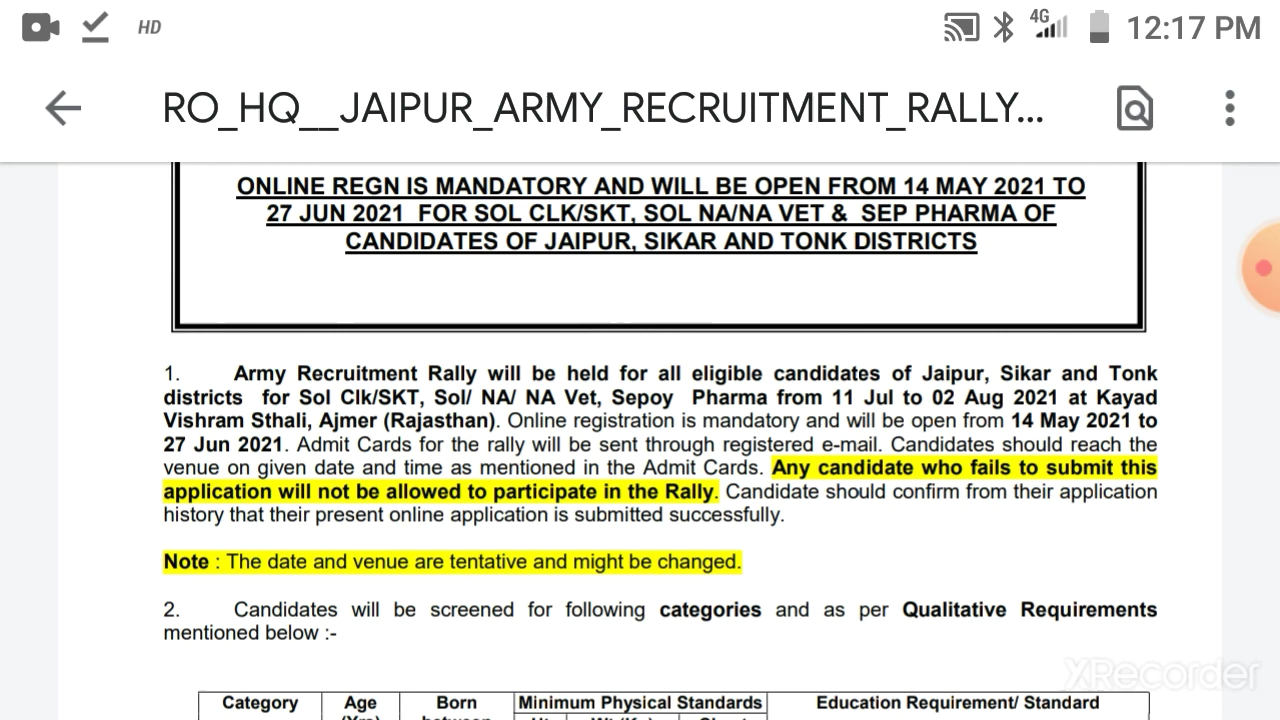 HD
4G
12:17 PM
RO_HQ__JAIPUR_ARMY_RECRUITMENT_RALLY...
ONLINE REGN IS MANDATORY AND WILL BE OPEN FROM 14 MAY 2021 TO
27 JUN 2021 FOR SOL CLK/SKT, SOL NA/NA VET & SEP PHARMA OF
CANDIDATES OF JAIPUR, SIKAR AND TONK DISTRICTS
1. Army Recruitment Rally will be held for all eligible candidates of Jaipur, Sikar and Tonk
districts for Sol Clk/SKT, Sol/ NA/ NA Vet, Sepoy Pharma from 11 Jul to 02 Aug 2021 at Kayad
Vishram Sthali, Ajmer (Rajasthan). Online registration is mandatory and will be open from 14 May 2021 to
27 Jun 2021. Admit Cards for the rally will be sent through registered e-mail. Candidates should reach the
venue on given date and time as mentioned in the Admit Cards. Any candidate who fails to submit this
application will not be allowed to participate in the Rally. Candidate should confirm from their application
history that their present online application is submitted successfully.
Note : The date and venue are tentative and might be changed.
2. Candidates will be screened for following categories and as per Qualitative Requirements
mentioned below :-
XRecorder
Category Age Born Minimum Physical Standards Education Requirement/ Standard